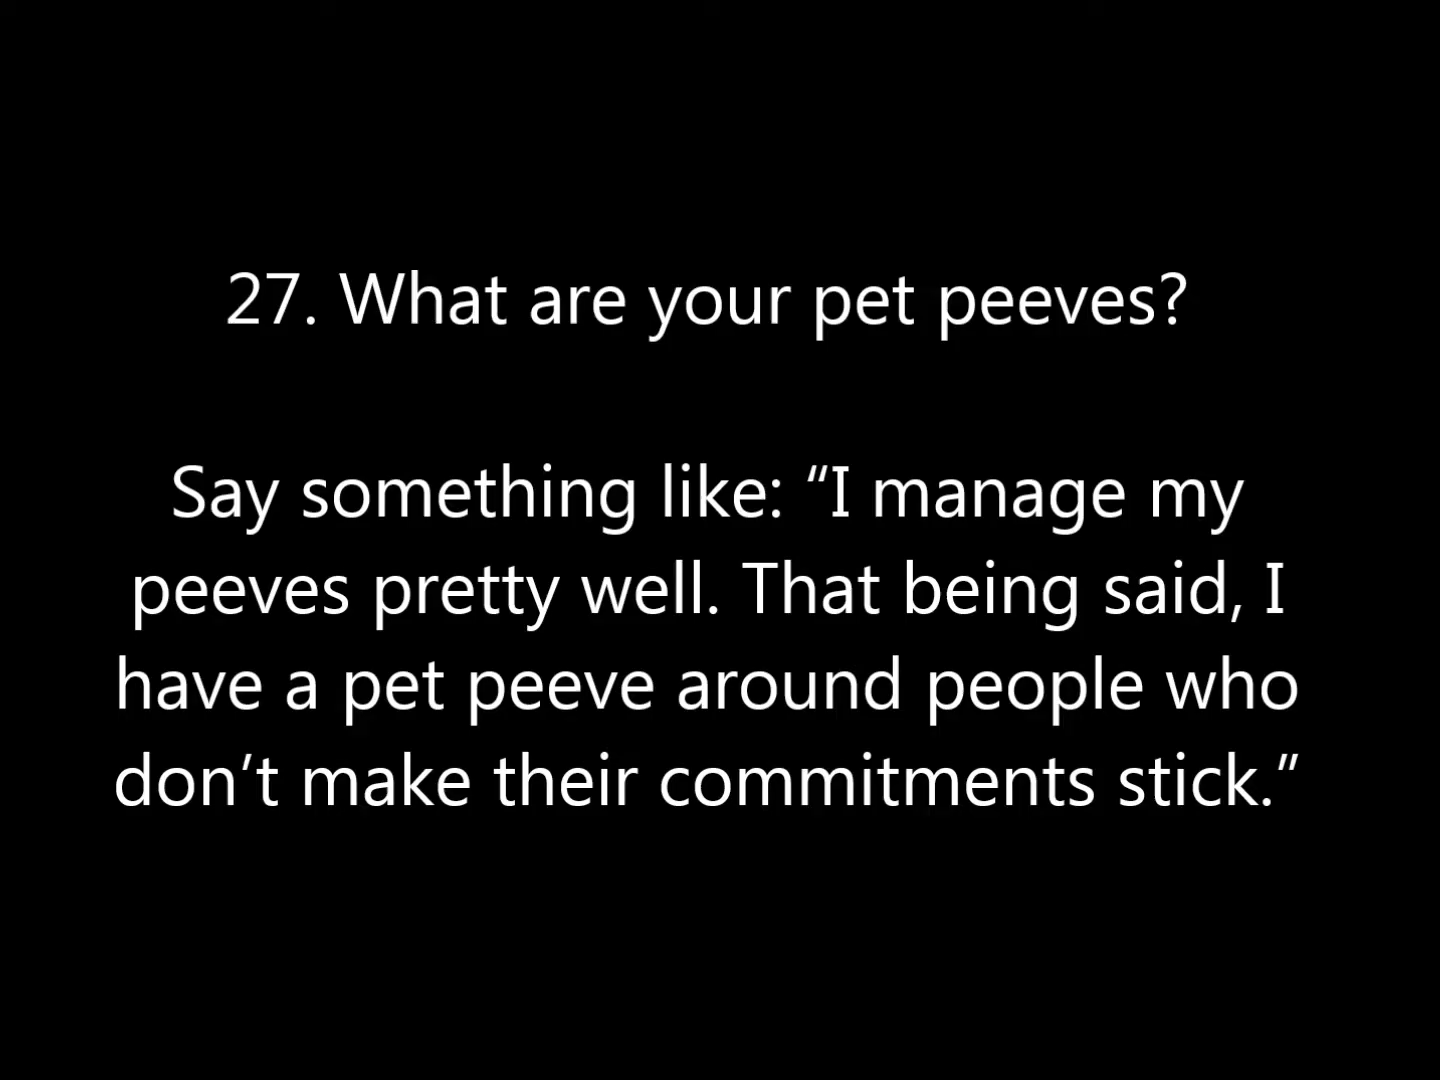 27. What are your pet peeves?
Say something like: “I manage my
peeves pretty well. That being said, I
have a pet peeve around people who
don’t make their commitments stick.”